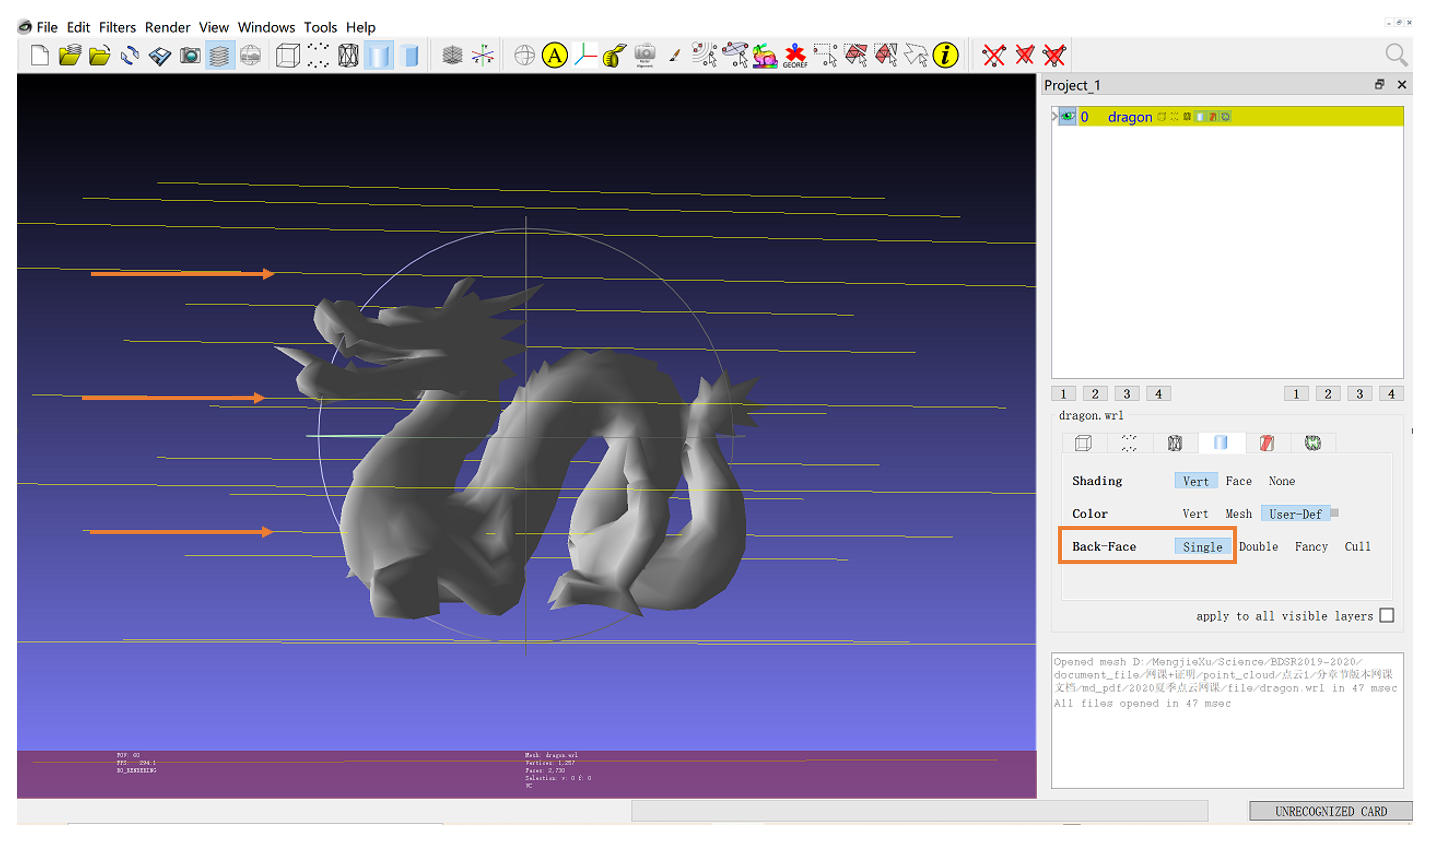 File Edit Filters Render View Windows Tools Help
A
GEOREF
i
Project_1
0 dragon
1 2 3 4 1 2 3 4
dragon.wrl
Shading Vert Face None
Color Vert Mesh User-Def
Back-Face Single Double Fancy Cull
apply to all visible layers
Opened mesh D:/MengjieXu/Science/BDSR2019-2020/
document_file/网课+证明/point_cloud/点云1/分章节版本网课
文档/md_pdf/2020夏季点云网课/file/dragon.wrl in 47 msec
All files opened in 47 msec
FOV: 60
FPS: 294.1
NO_RENDERING
Mesh: dragon.wrl
Vertices: 1,257
Faces: 2,730
Selection: v: 0 f: 0
VC
UNRECOGNIZED CARD